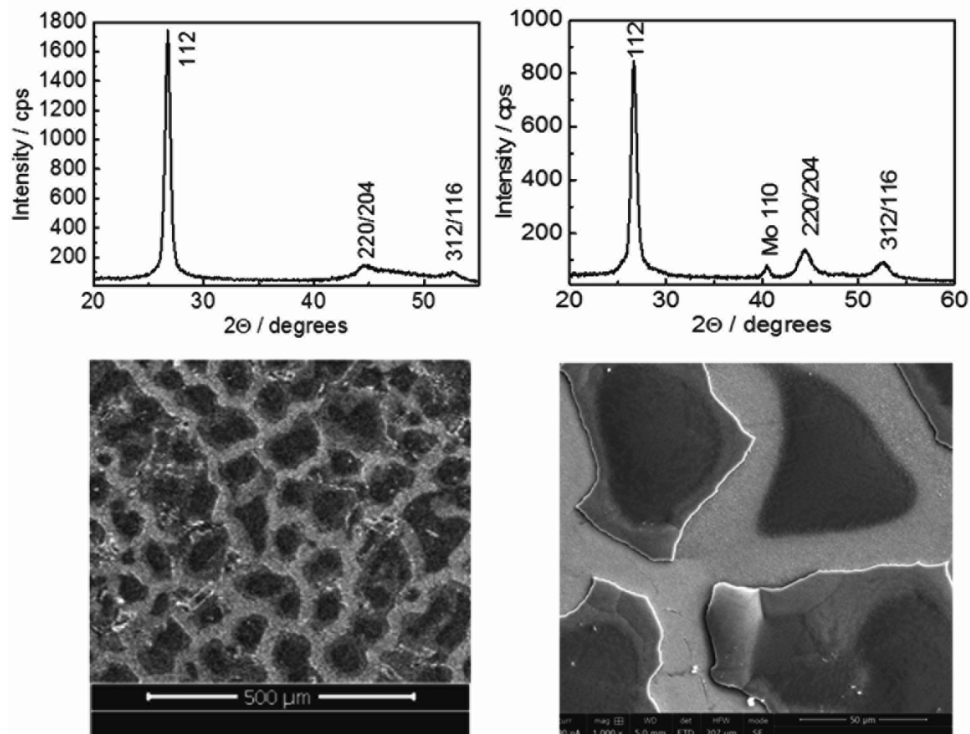 1800
1600
1400
1200
1000
800
600
400
200
20 30 40 50
Intensity / cps
2Θ / degrees
112
220/204
312/116
1000
800
600
400
200
20 30 40 50 60
Intensity / cps
2Θ / degrees
112
Mo 110
220/204
312/116
500 µm
mag WD det HFW mode
1 000 x 5.0 mm ETD 207 µm SE
50 µm